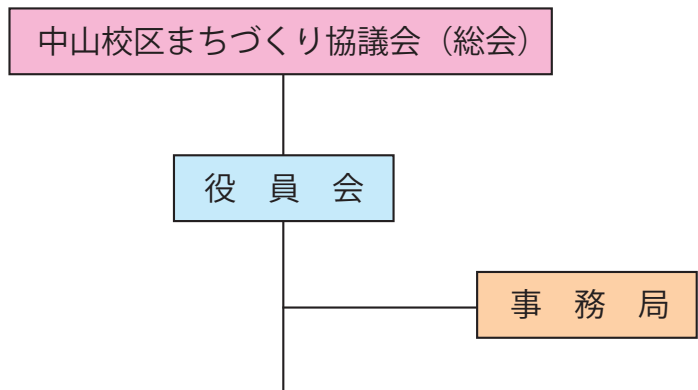 中山校区まちづくり協議会（総会）
役　員　会
事　務　局